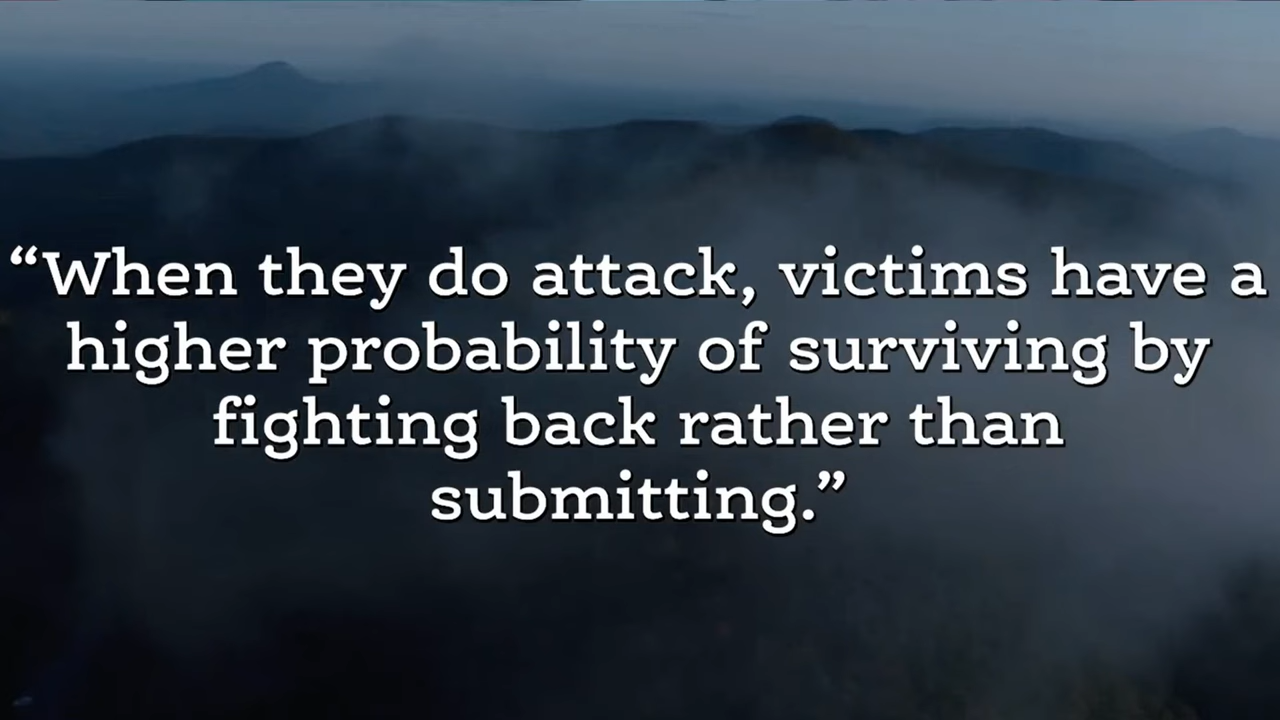 “When they do attack, victims have a
higher probability of surviving by
fighting back rather than
submitting.”